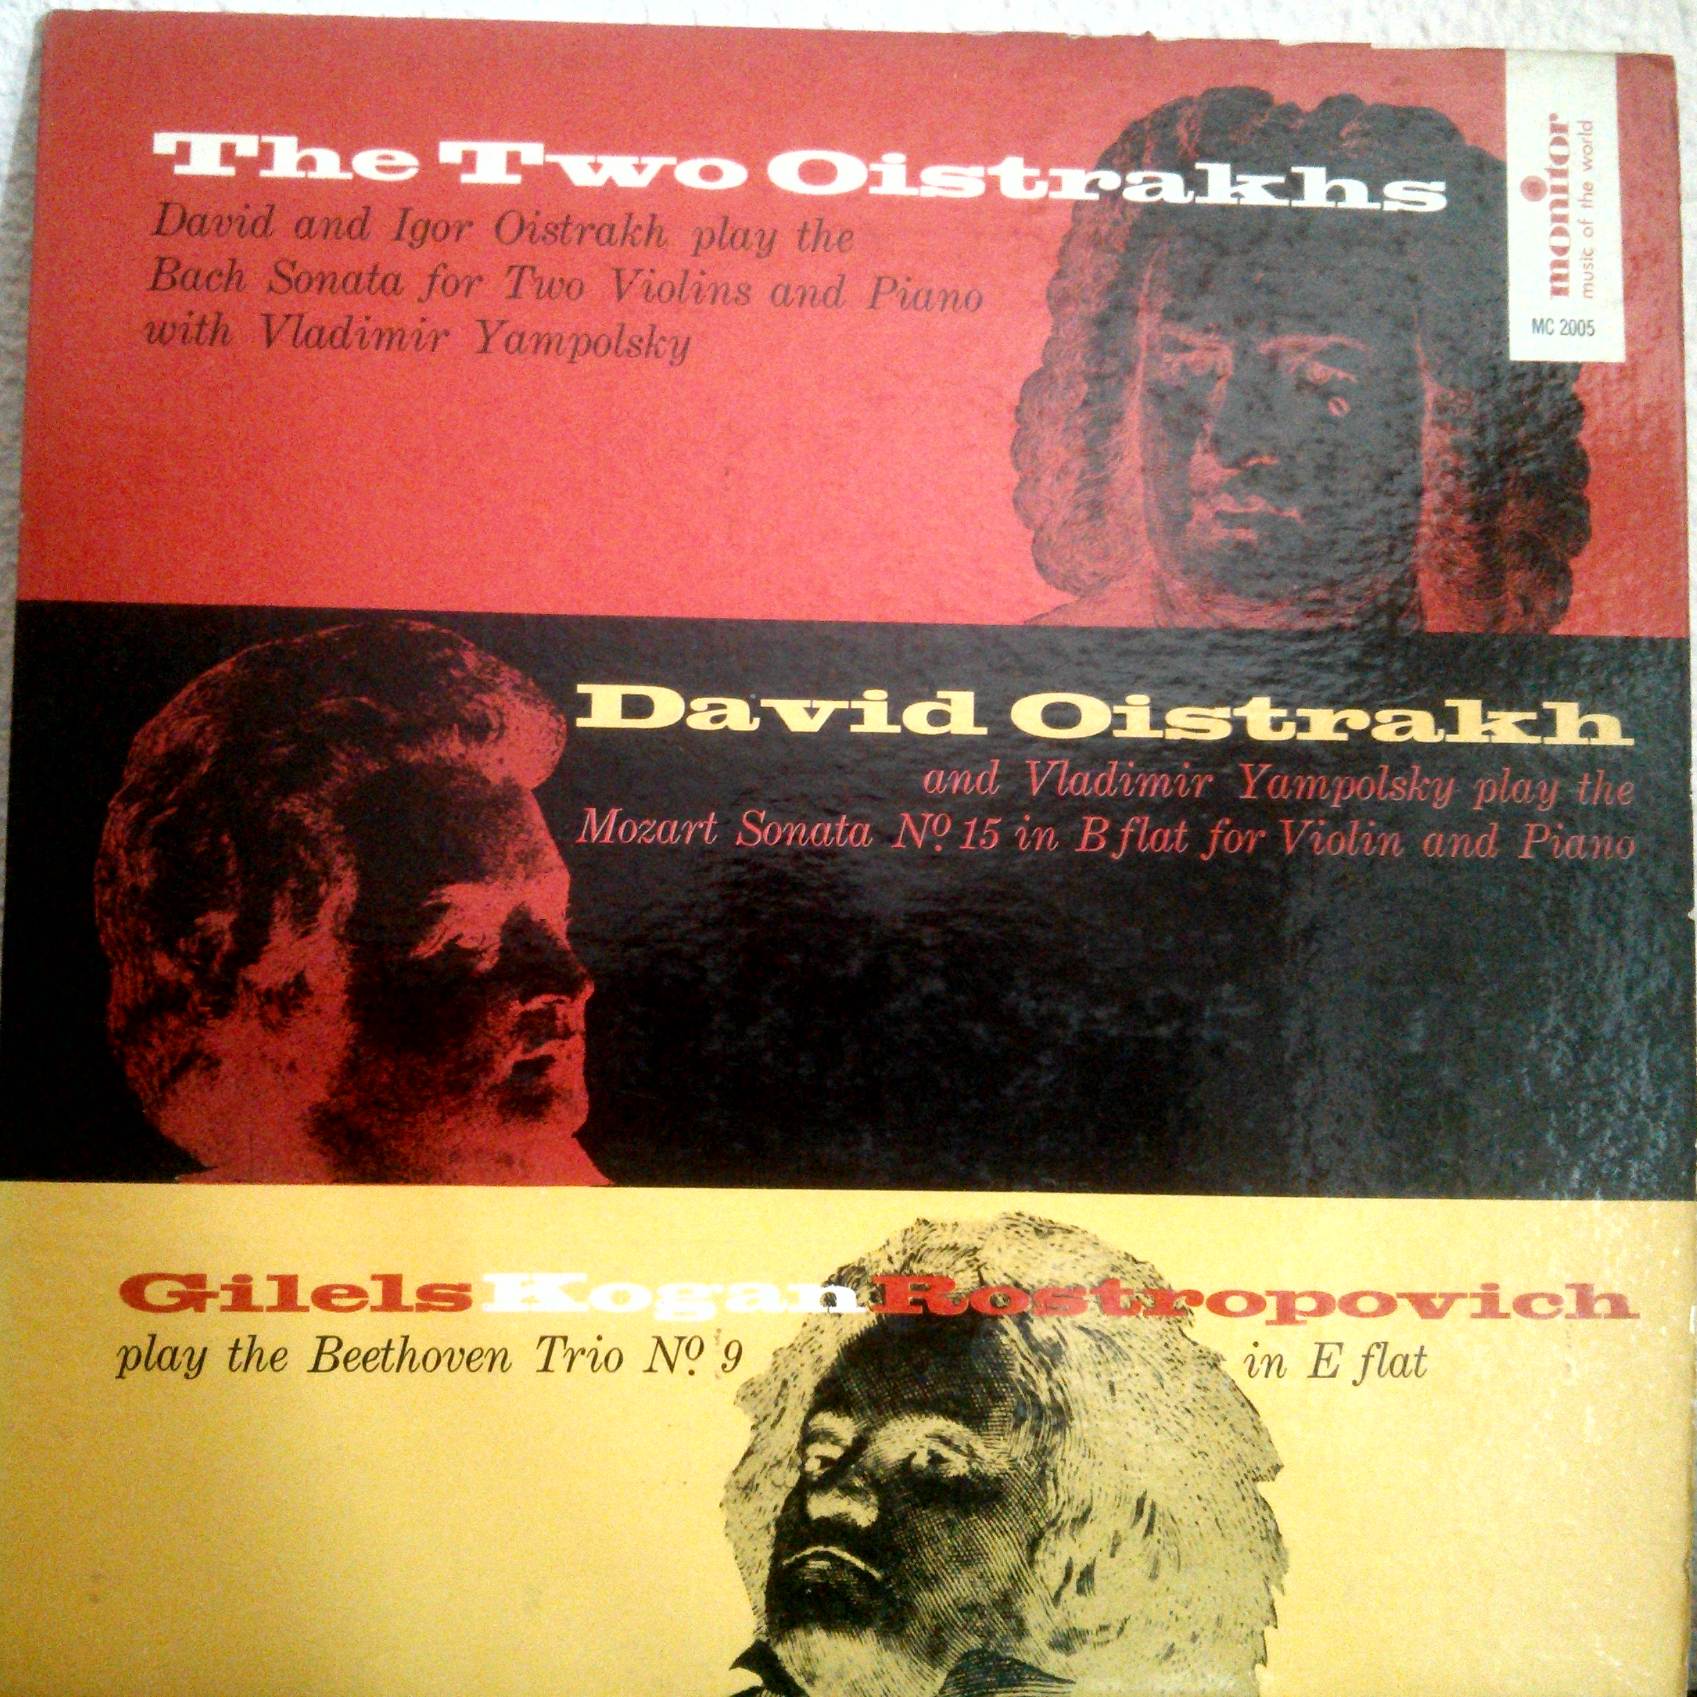 The Two Oistrakhs
David and Igor Oistrakh play the
Bach Sonata for Two Violins and Piano
with Vladimir Yampolsky
monitor
music of the world
MC 2005
David Oistrakh
and Vladimir Yampolsky play the
Mozart Sonata Nº 15 in B flat for Violin and Piano
Gilels Kogan Rostropovich
play the Beethoven Trio Nº 9 in E flat